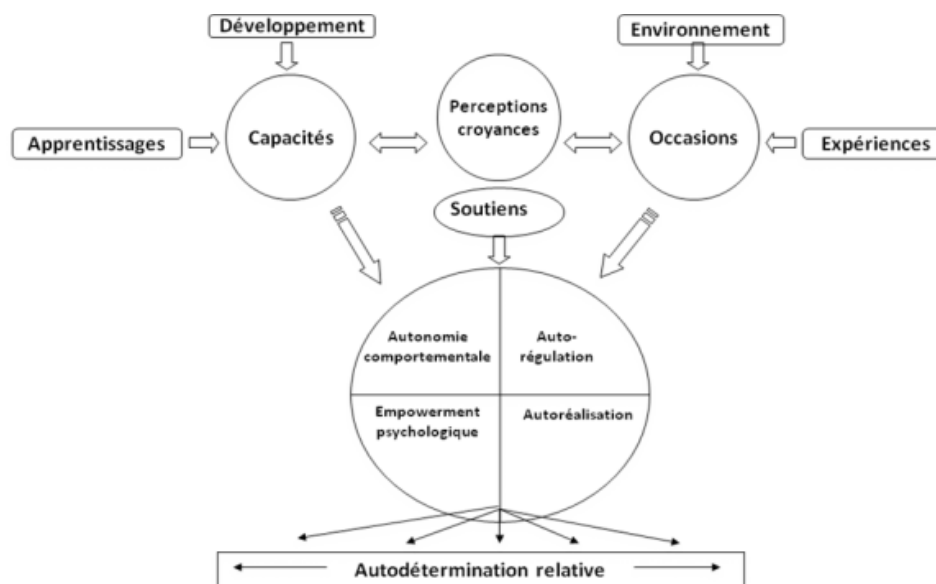 Développement
Environnement
Perceptions
croyances
Apprentissages
Capacités
Occasions
Expériences
Soutiens
Autonomie
comportementale
Auto-
régulation
Empowerment
psychologique
Autoréalisation
Autodétermination relative